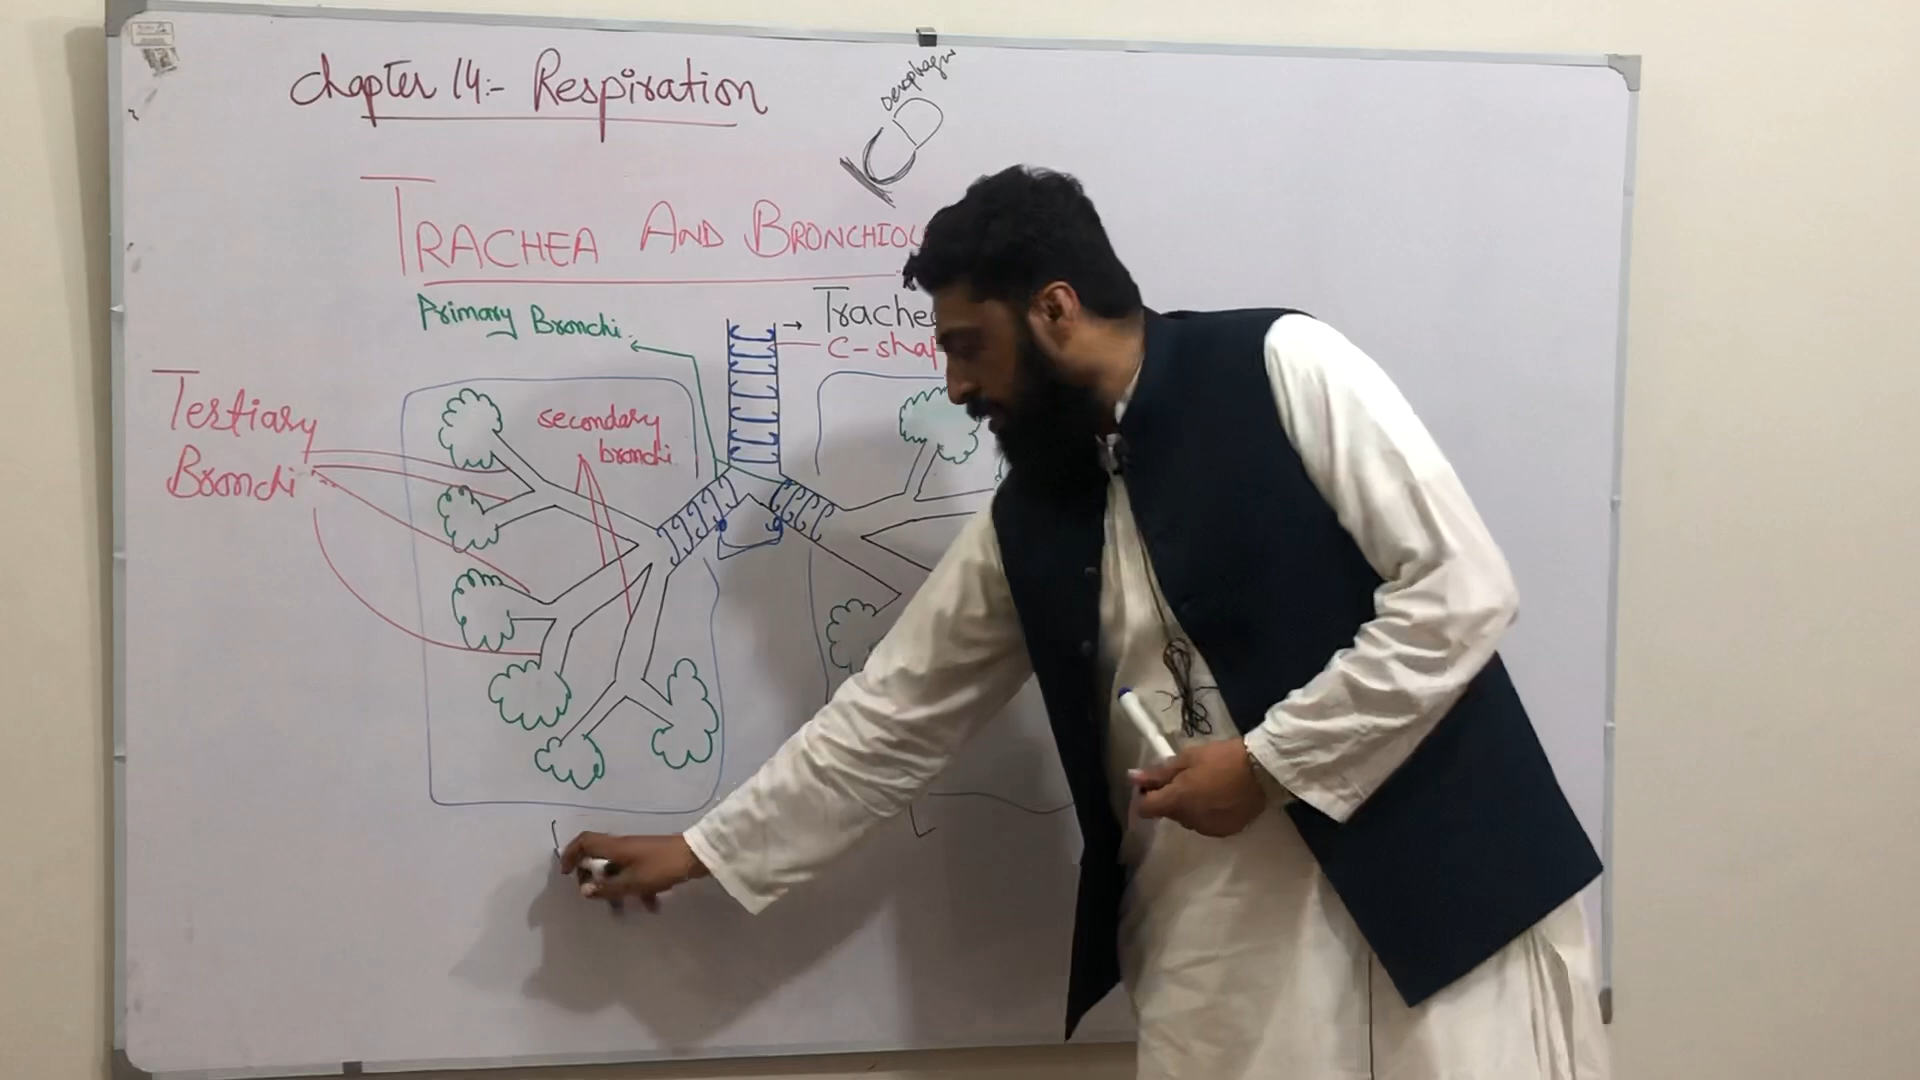 Chapter 14:- Respiration
Oesophagus
TRACHEA AND BRONCHIOL
Primary Bronchi
Trachea
C-shap
Tertiary
Bronchi
secondary
bronchi